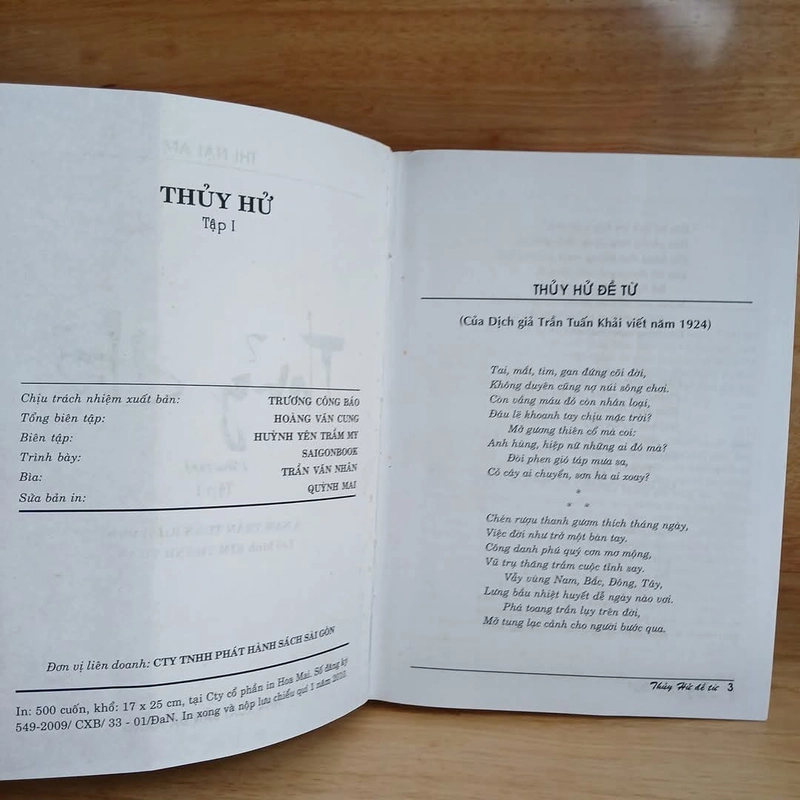 THỦY HỬ
Tập I
Chịu trách nhiệm xuất bản: TRƯƠNG CÔNG BÁO
Tổng biên tập: HOÀNG VĂN CUNG
Biên tập: HUỲNH YÊN TRẦM MY
Trình bày: SAIGONBOOK
Bìa: TRẦN VĂN NHÂN
Sửa bản in: QUỲNH MAI
Đơn vị liên doanh: CTY TNHH PHÁT HÀNH SÁCH SÀI GÒN
In: 500 cuốn, khổ: 17 x 25 cm, tại Cty cổ phần in Hoa Mai. Số đăng ký
549-2009/ CXB/ 33 - 01/ĐaN. In xong và nộp lưu chiểu quí 1 năm 2010.
THỦY HỬ ĐỀ TỪ
(Của Dịch giả Trần Tuấn Khải viết năm 1924)
Tai, mắt, tim, gan đứng cõi đời,
Không duyên cũng nợ núi sông chơi.
Còn vầng máu đỏ còn nhân loại,
Đâu lẽ khoanh tay chịu mặc trời?
Mở gương thiên cổ mà coi:
Anh hùng, hiệp nữ những ai đó mà?
Đòi phen gió táp mưa sa,
Cỏ cây ai chuyển, sơn hà ai xoay?
*
* *
Chén rượu thanh gươm thích tháng ngày,
Việc đời như trở một bàn tay.
Công danh phú quý cơn mơ mộng,
Vũ trụ thăng trầm cuộc tỉnh say.
Vẫy vùng Nam, Bắc, Đông, Tây,
Lưng bầu nhiệt huyết dễ ngày nào vơi.
Phá toang trần lụy trên đời,
Mở tung lạc cảnh cho người bước qua.
Thủy Hử đề từ 3